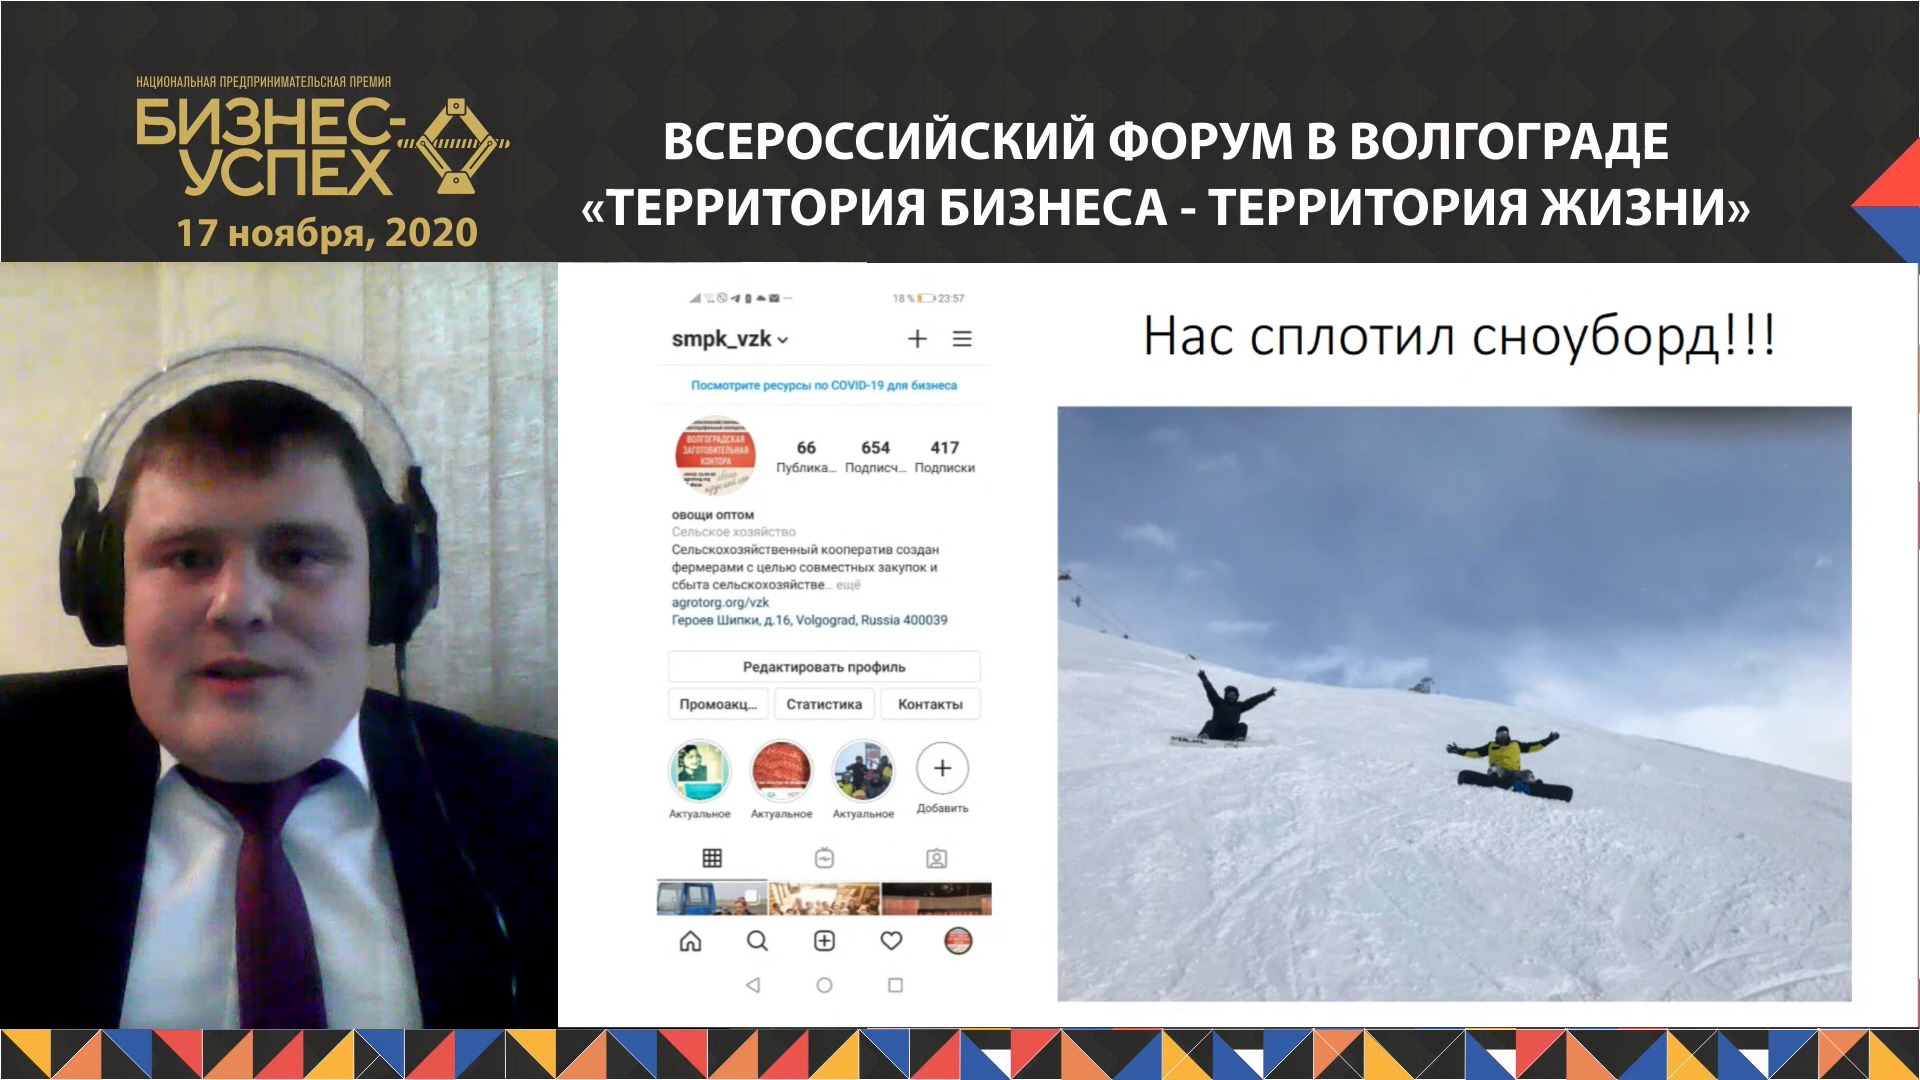 НАЦИОНАЛЬНАЯ ПРЕДПРИНИМАТЕЛЬСКАЯ ПРЕМИЯ
БИЗНЕС-
УСПЕХ
17 ноября, 2020
ВСЕРОССИЙСКИЙ ФОРУМ В ВОЛГОГРАДЕ
«ТЕРРИТОРИЯ БИЗНЕСА - ТЕРРИТОРИЯ ЖИЗНИ»
18 % 23:57
smpk_vzk
Посмотрите ресурсы по COVID-19 для бизнеса
ВОЛГОГРАДСКАЯ
ЗАГОТОВИТЕЛЬНАЯ
КОНТОРА
66 654 417
Публика... Подписч... Подписки
овощи оптом
Сельское хозяйство
Сельскохозяйственный кооператив создан
фермерами с целью совместных закупок и
сбыта сельскохозяйстве... ещё
agrotorg.org/vzk
Героев Шипки, д.16, Volgograd, Russia 400039
Редактировать профиль
Промоакц... Статистика Контакты
Актуальное Актуальное Актуальное Добавить
Нас сплотил сноуборд!!!